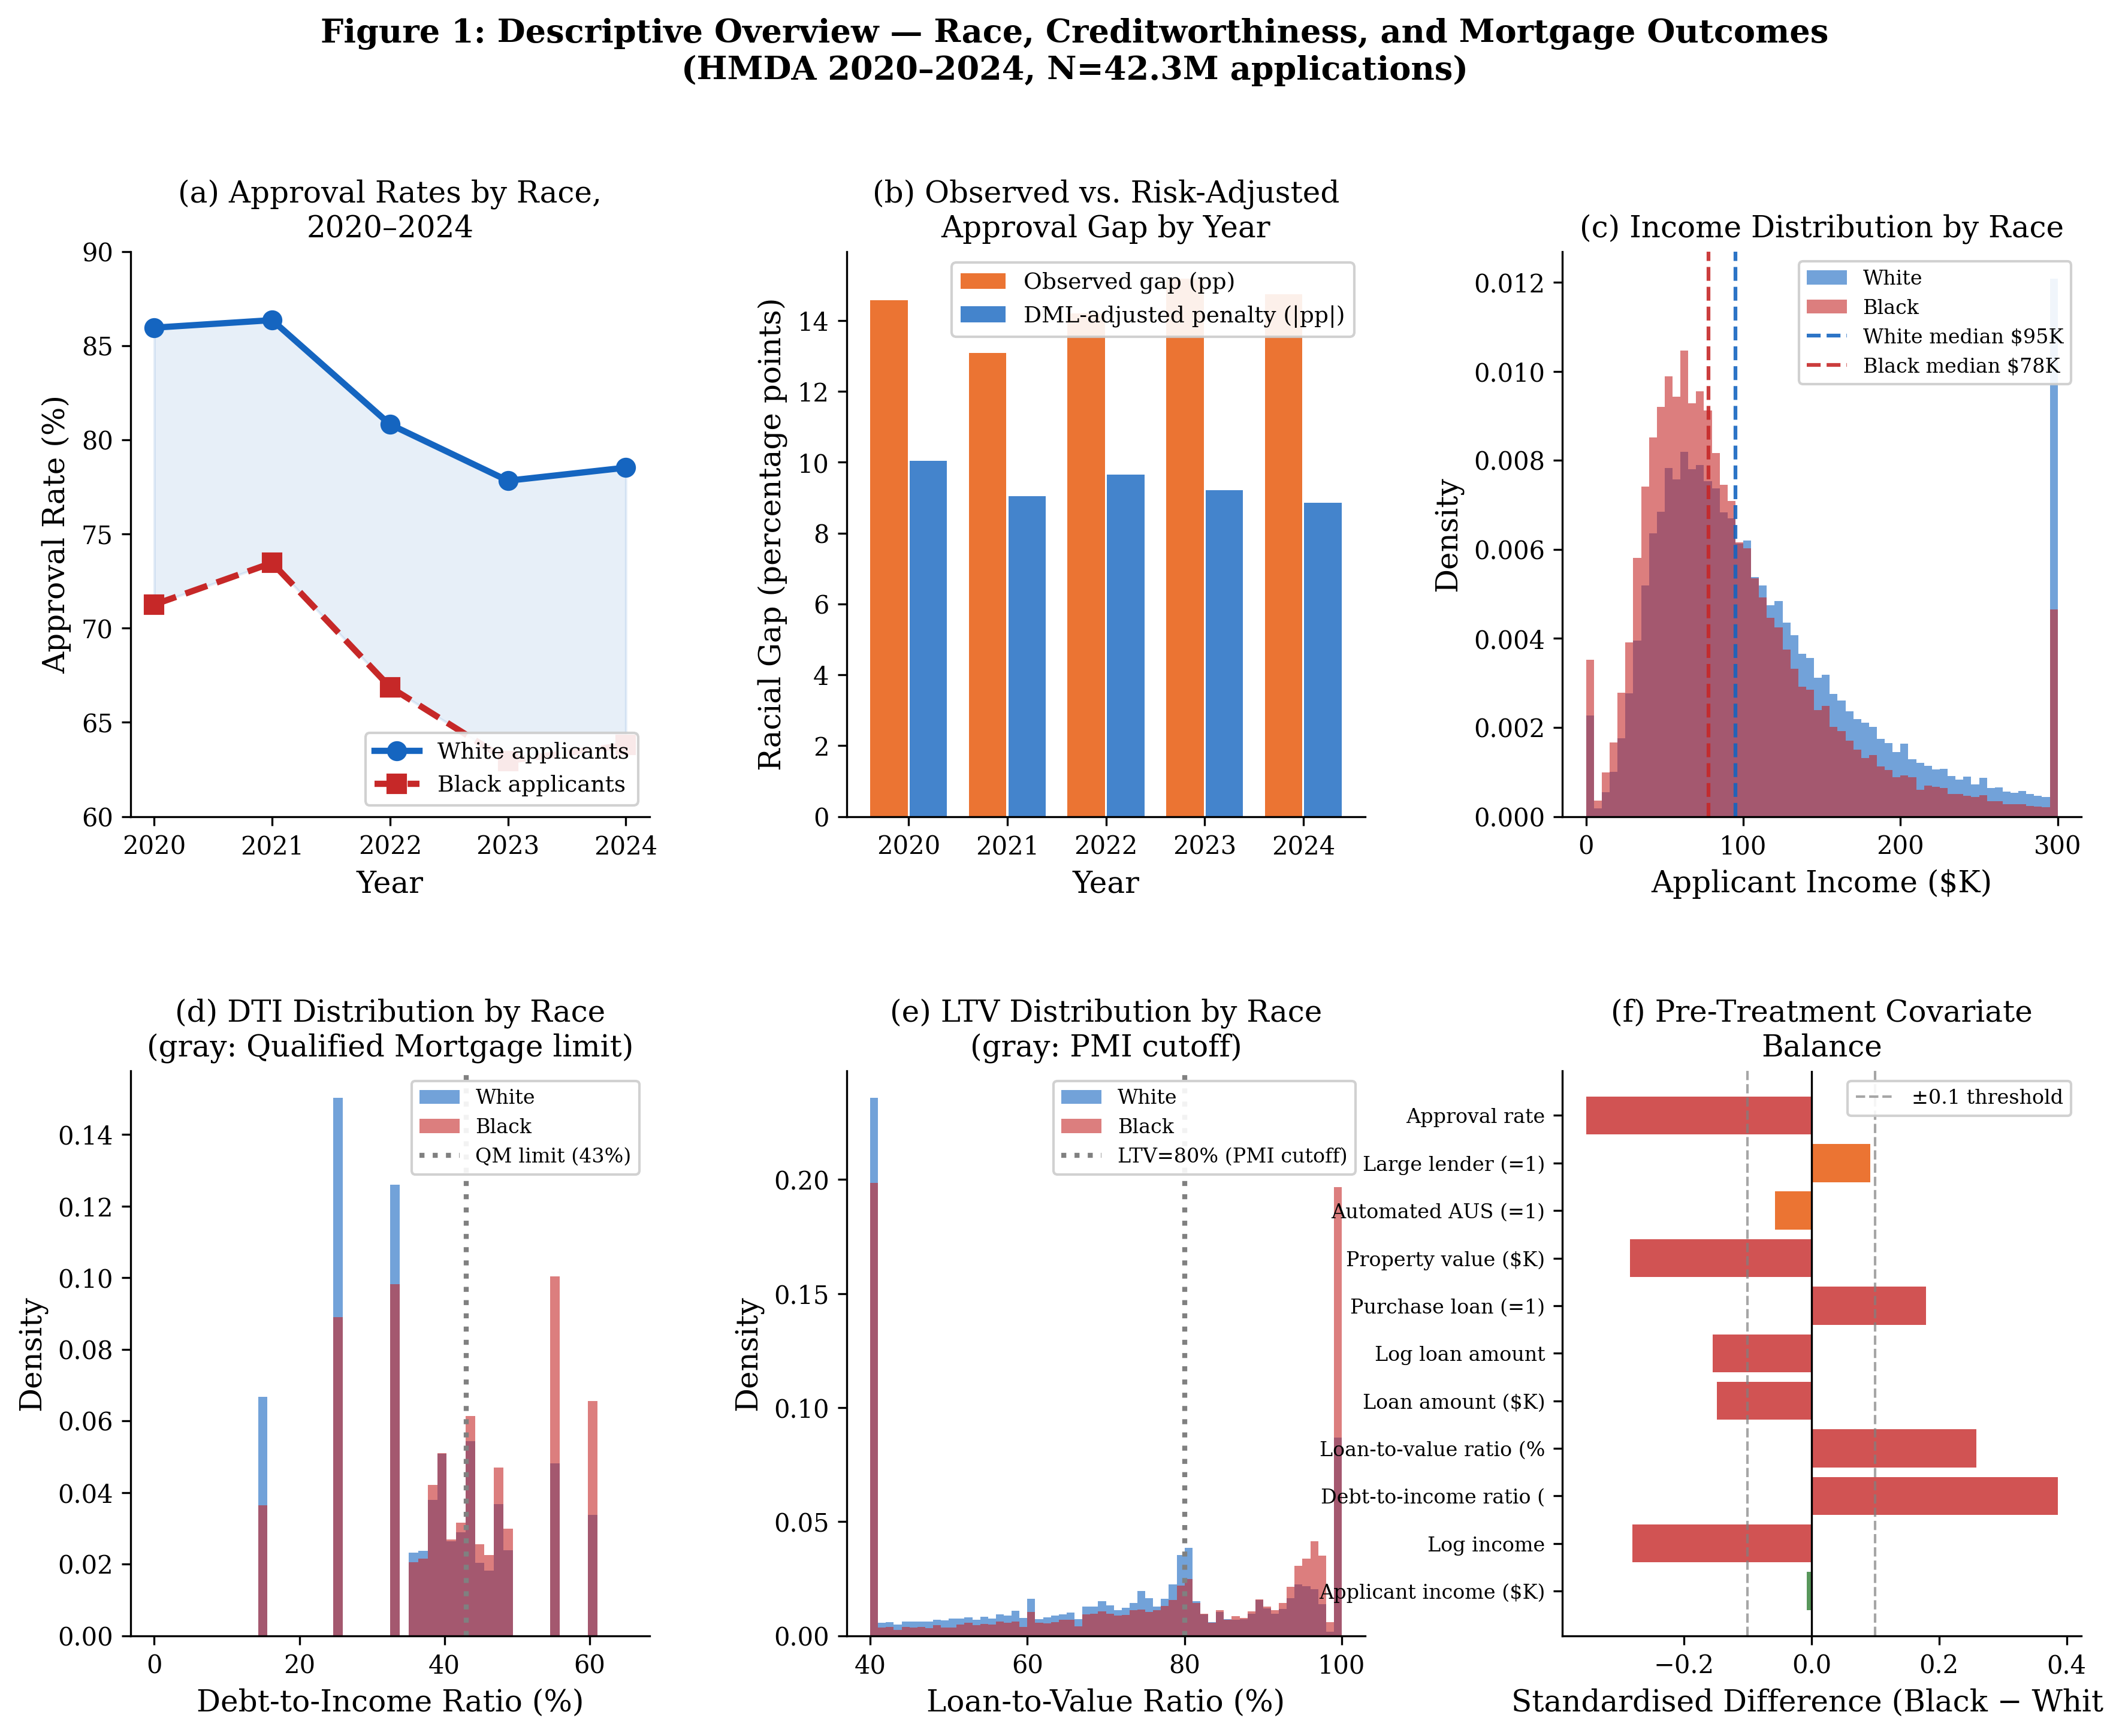 Figure 1: Descriptive Overview — Race, Creditworthiness, and Mortgage Outcomes
(HMDA 2020–2024, N=42.3M applications)
(a) Approval Rates by Race,
2020–2024
Approval Rate (%)
90
85
80
75
70
65
60
White applicants
Black applicants
2020
2021
2022
2023
2024
Year
(b) Observed vs. Risk-Adjusted
Approval Gap by Year
Racial Gap (percentage points)
14
12
10
8
6
4
2
0
Observed gap (pp)
DML-adjusted penalty (|pp|)
2020
2021
2022
2023
2024
Year
(c) Income Distribution by Race
Density
0.012
0.010
0.008
0.006
0.004
0.002
0.000
White
Black
White median $95K
Black median $78K
0
100
200
300
Applicant Income ($K)
(d) DTI Distribution by Race
(gray: Qualified Mortgage limit)
Density
0.14
0.12
0.10
0.08
0.06
0.04
0.02
0.00
White
Black
QM limit (43%)
0
20
40
60
Debt-to-Income Ratio (%)
(e) LTV Distribution by Race
(gray: PMI cutoff)
Density
0.20
0.15
0.10
0.05
0.00
White
Black
LTV=80% (PMI cutoff)
40
60
80
100
Loan-to-Value Ratio (%)
(f) Pre-Treatment Covariate
Balance
±0.1 threshold
Approval rate
Large lender (=1)
Automated AUS (=1)
Property value ($K)
Purchase loan (=1)
Log loan amount
Loan amount ($K)
Loan-to-value ratio (%
Debt-to-income ratio (
Log income
Applicant income ($K)
−0.2
0.0
0.2
0.4
Standardised Difference (Black − Whit